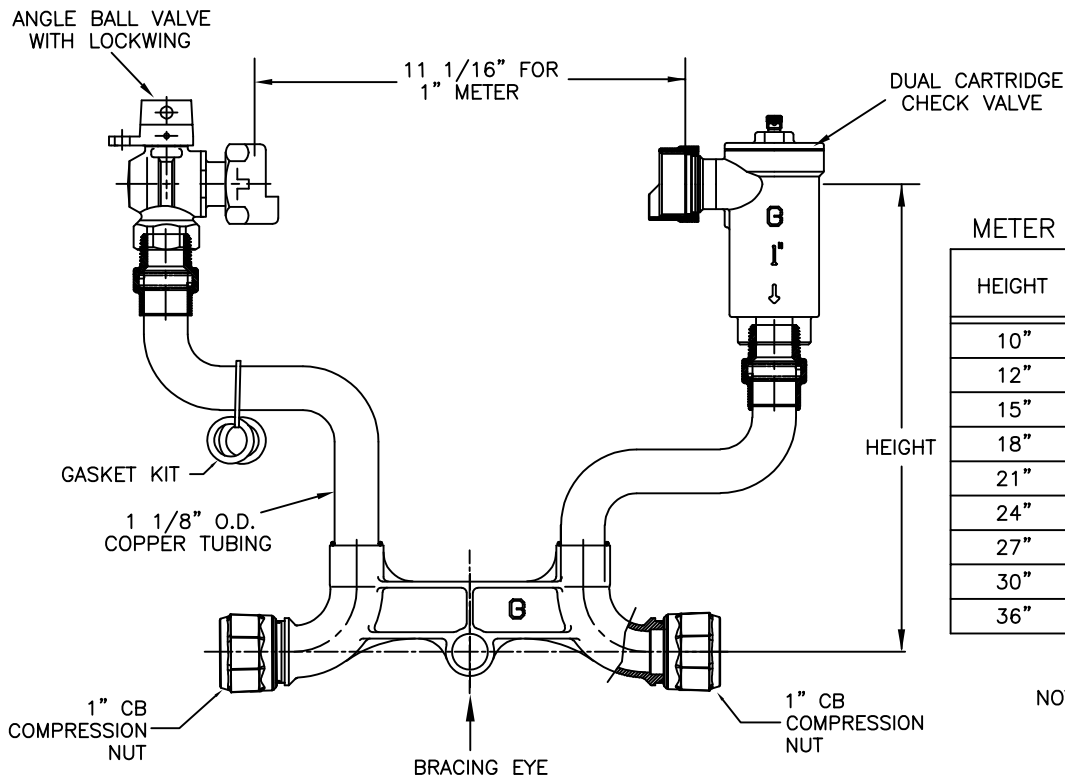 ANGLE BALL VALVE
WITH LOCKWING
11 1/16” FOR
1” METER
DUAL CARTRIDGE
CHECK VALVE
1"
METER
HEIGHT
10”
12”
15”
18”
21”
24”
27”
30”
36”
HEIGHT
GASKET KIT
1 1/8” O.D.
COPPER TUBING
1” CB
COMPRESSION
NUT
BRACING EYE
1” CB
COMPRESSION
NUT